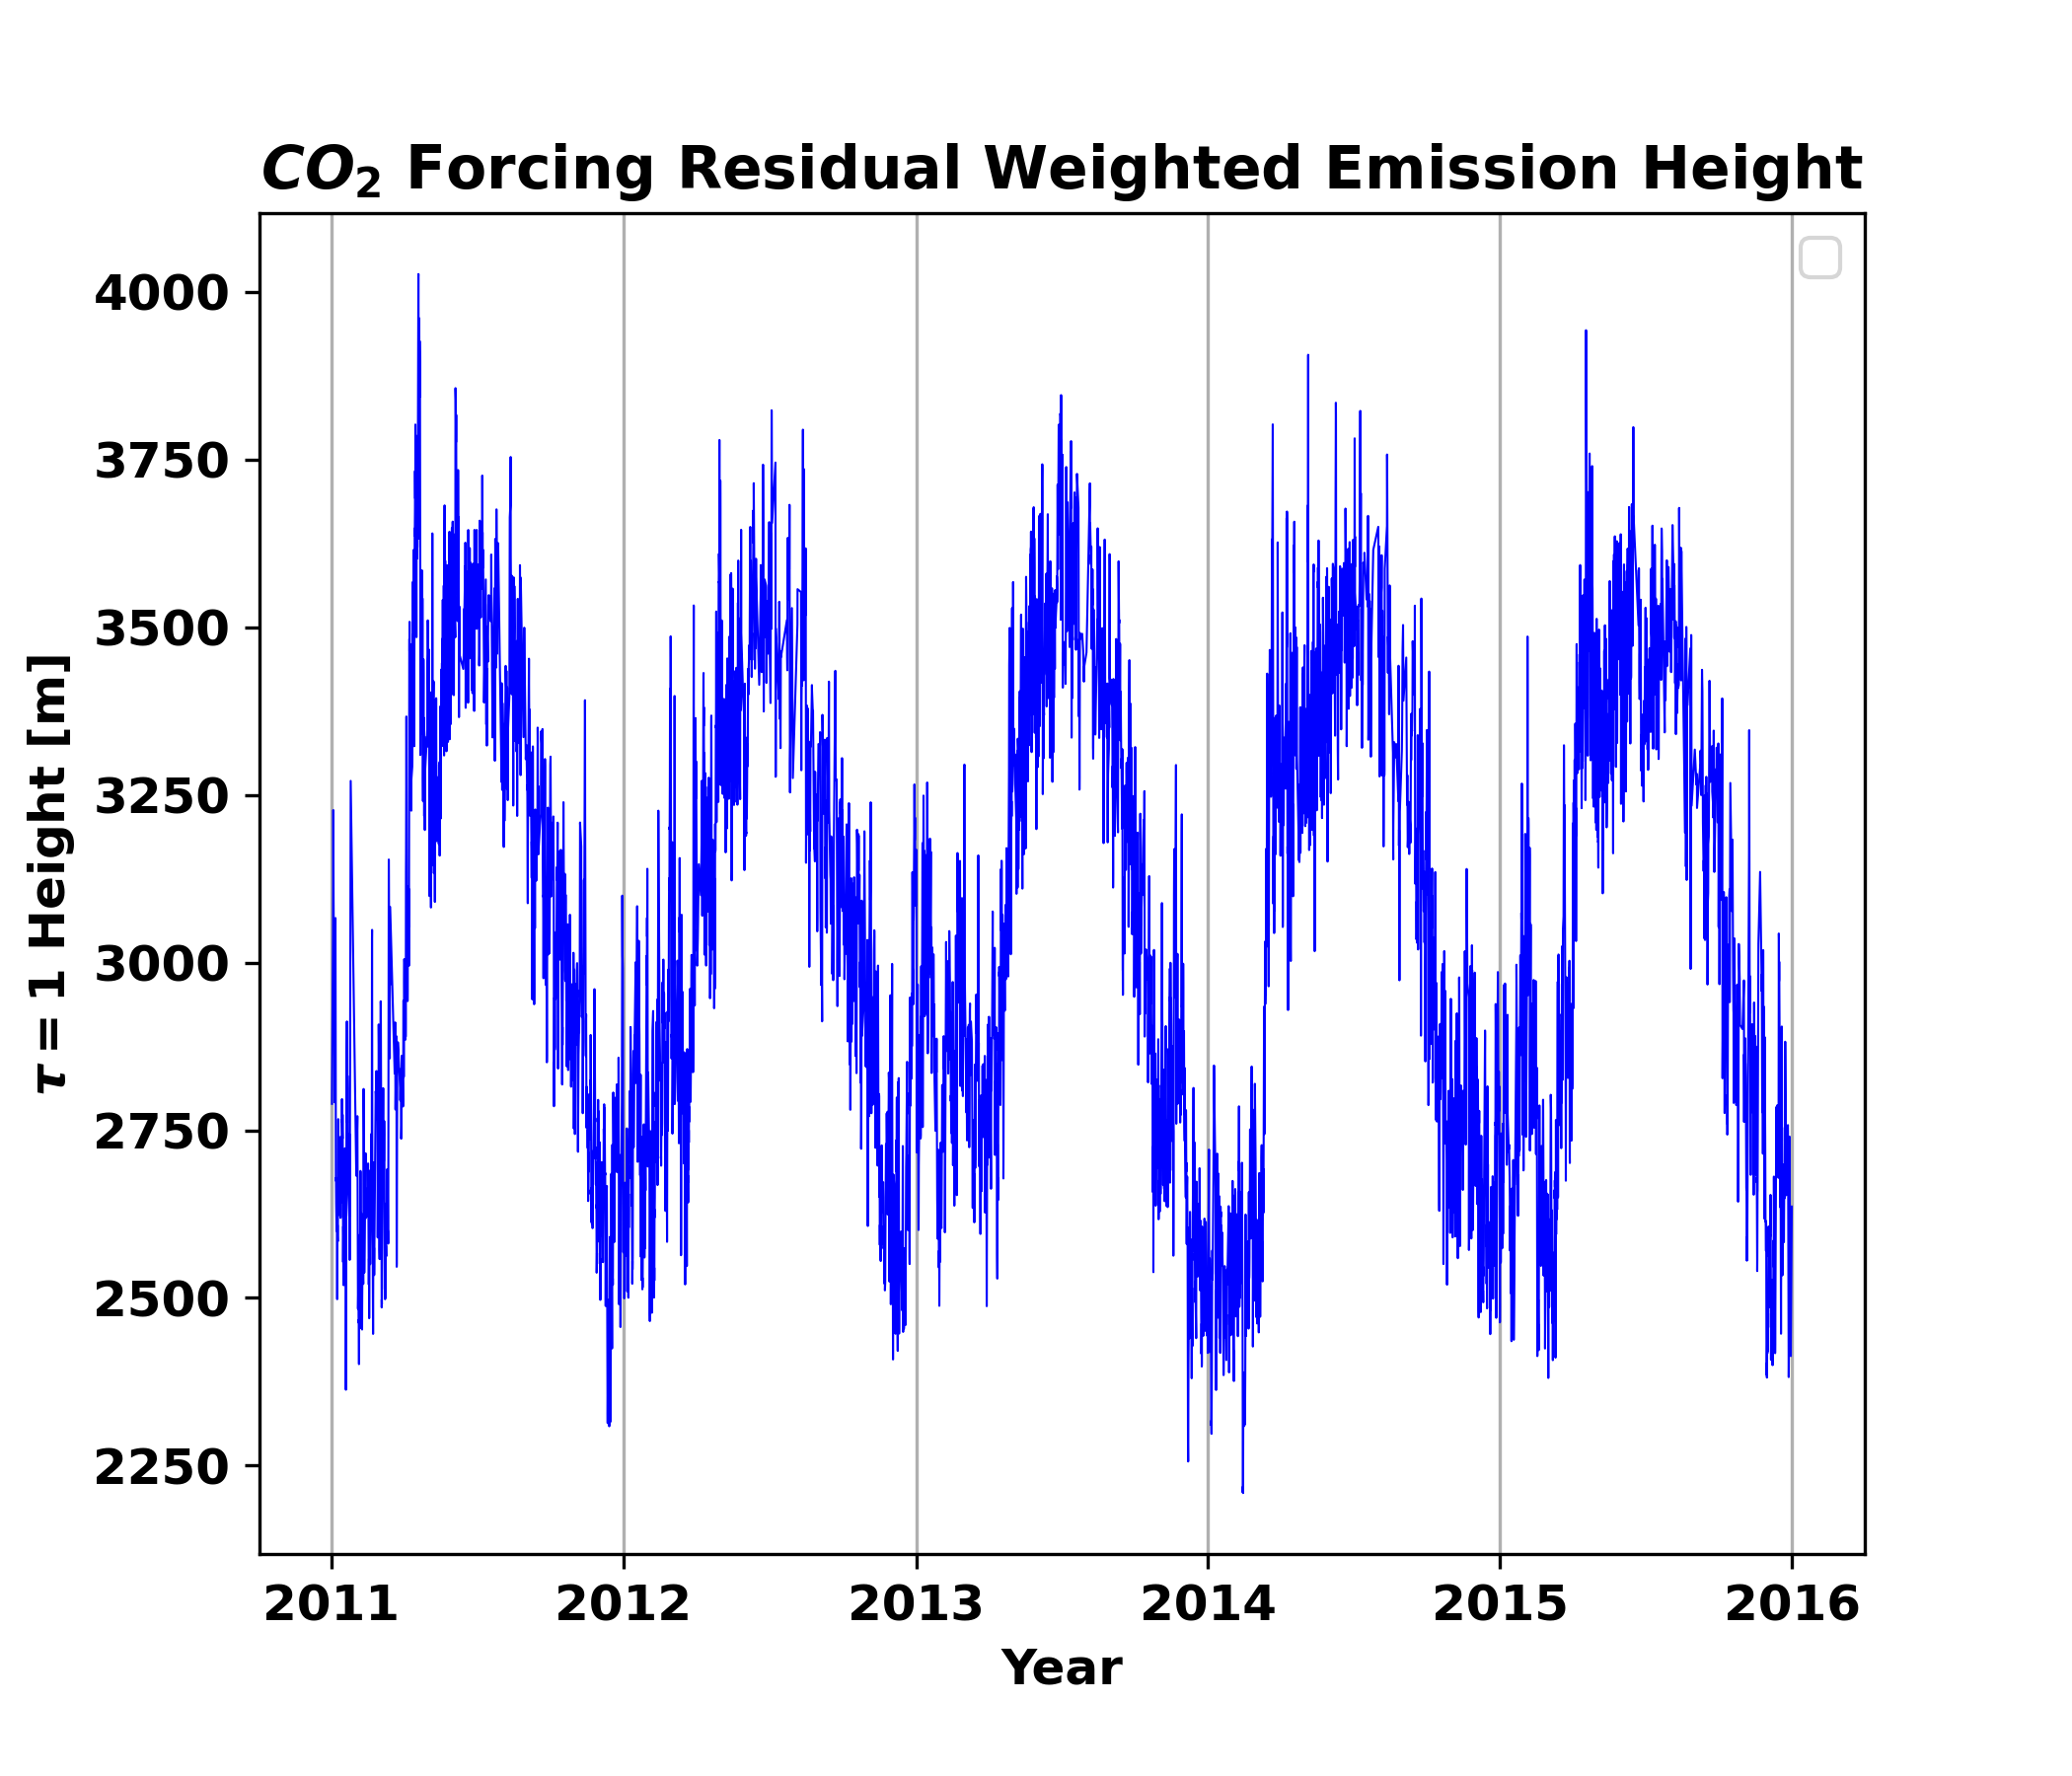 CO₂ Forcing Residual Weighted Emission Height
τ = 1 Height [m]
4000
3750
3500
3250
3000
2750
2500
2250
2011 2012 2013 2014 2015 2016
Year